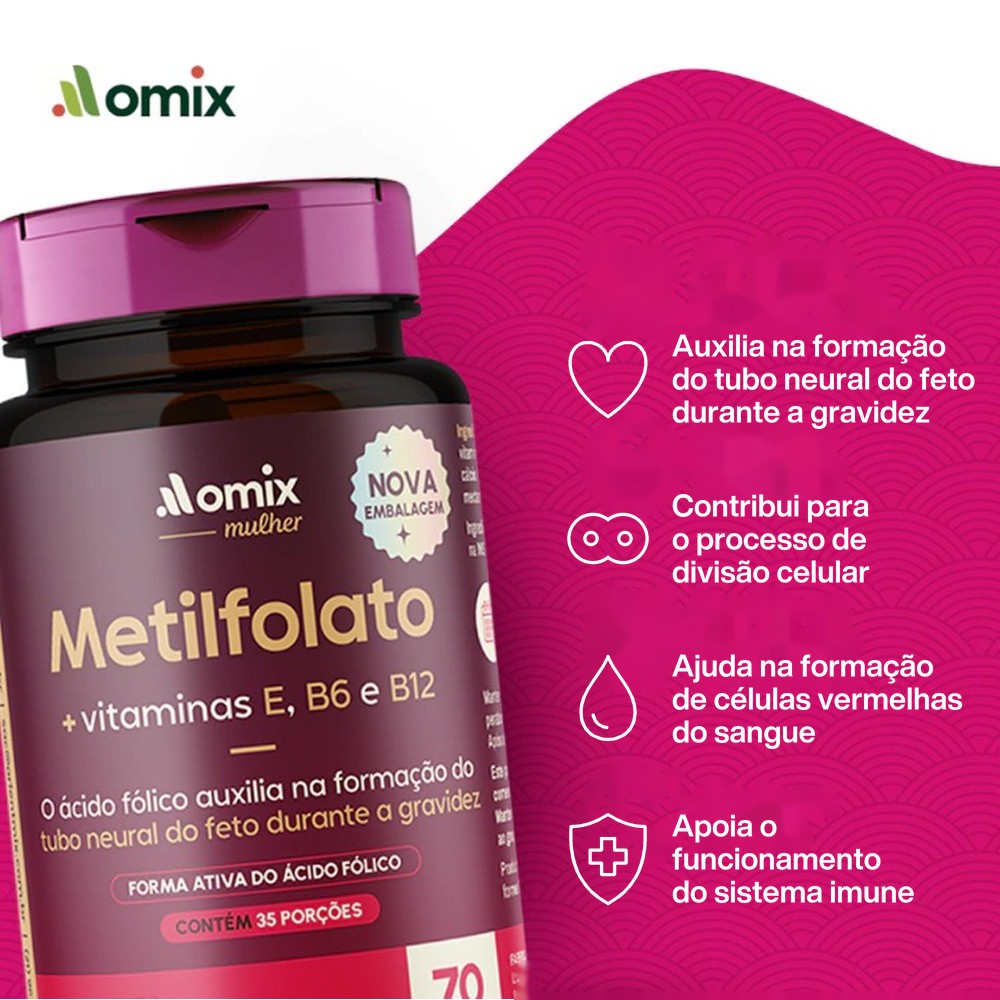 omix
omix
mulher
NOVA
EMBALAGEM
Metilfolato
+ vitaminas E, B6 e B12
O ácido fólico auxilia na formação do
tubo neural do feto durante a gravidez
FORMA ATIVA DO ÁCIDO FÓLICO
CONTÉM 35 PORÇÕES
70
Auxilia na formação
do tubo neural do feto
durante a gravidez
Contribui para
o processo de
divisão celular
Ajuda na formação
de células vermelhas
do sangue
Apoia o
funcionamento
do sistema imune